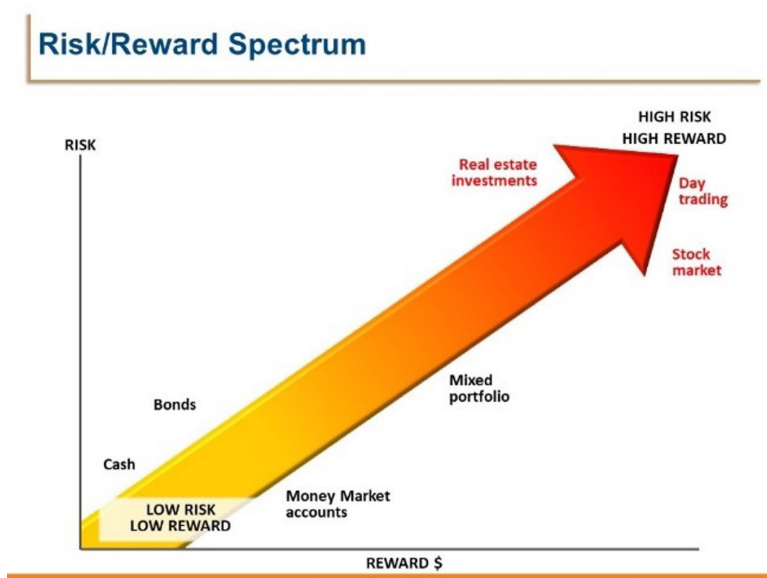 Risk/Reward Spectrum
HIGH RISK
HIGH REWARD
RISK
Real estate
investments
Day
trading
Stock
market
Mixed
portfolio
Bonds
Cash
Money Market
accounts
LOW RISK
LOW REWARD
REWARD $